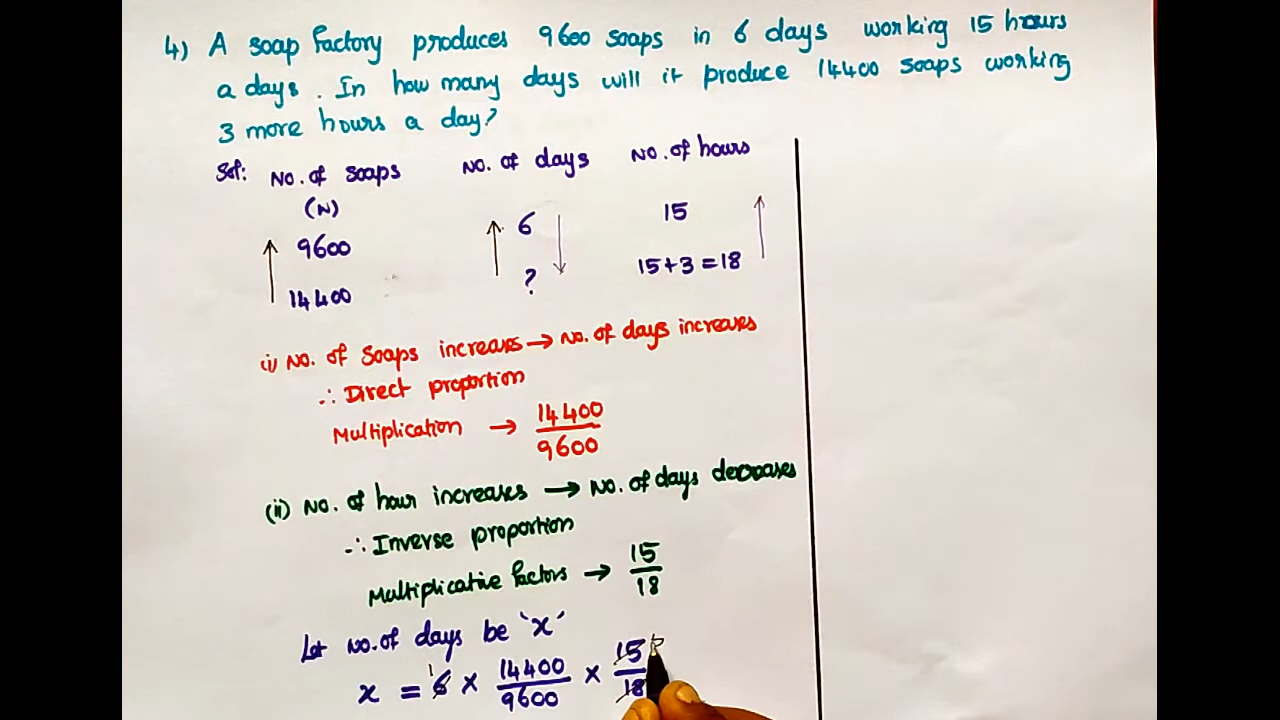 4) A soap factory produces 9600 soaps in 6 days working 15 hours
a days. In how many days will it produce 14400 soaps working
3 more hours a day?
Sol: No. of soaps No. of days No. of hours
(N)
9600 6 15
14400 ? 15+3=18
(i) No. of soaps increases → No. of days increases
∴ Direct proportion
Multiplication → 14400/9600
(ii) No. of hour increases → No. of days decreases
∴ Inverse proportion
Multiplicative factors → 15/18
Let No. of days be 'x'
x = 6 × 14400/9600 × 15/18